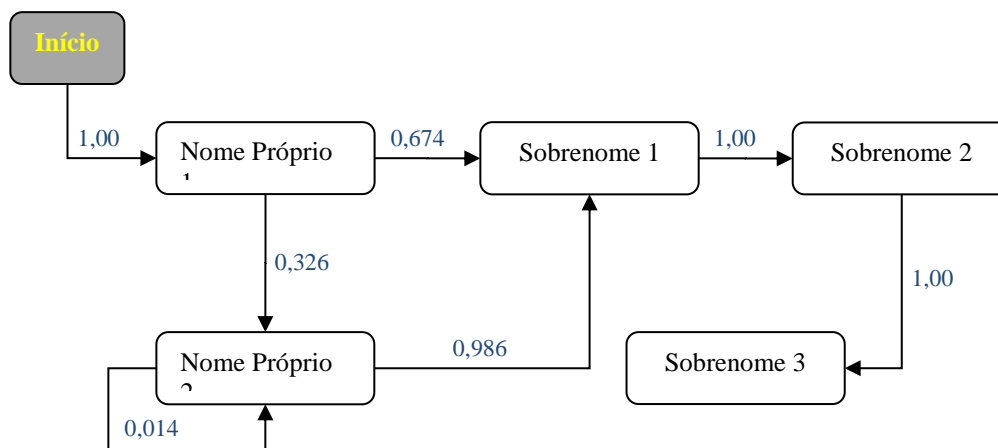 Início
1,00
Nome Próprio
0,674
Sobrenome 1
1,00
Sobrenome 2
0,326
1,00
Nome Próprio
0,986
Sobrenome 3
0,014